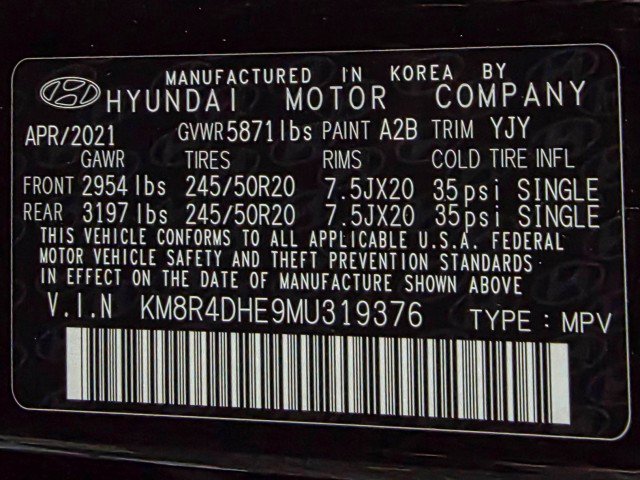 MANUFACTURED IN KOREA BY
HYUNDAI MOTOR COMPANY
APR/2021 GVWR 5871lbs PAINT A2B TRIM YJY
GAWR TIRES RIMS COLD TIRE INFL
FRONT 2954 lbs 245/50R20 7.5JX20 35psi SINGLE
REAR 3197 lbs 245/50R20 7.5JX20 35psi SINGLE
THIS VEHICLE CONFORMS TO ALL APPLICABLE U.S.A. FEDERAL
MOTOR VEHICLE SAFETY AND THEFT PREVENTION STANDARDS
IN EFFECT ON THE DATE OF MANUFACTURE SHOWN ABOVE
V.I.N KM8R4DHE9MU319376 TYPE : MPV